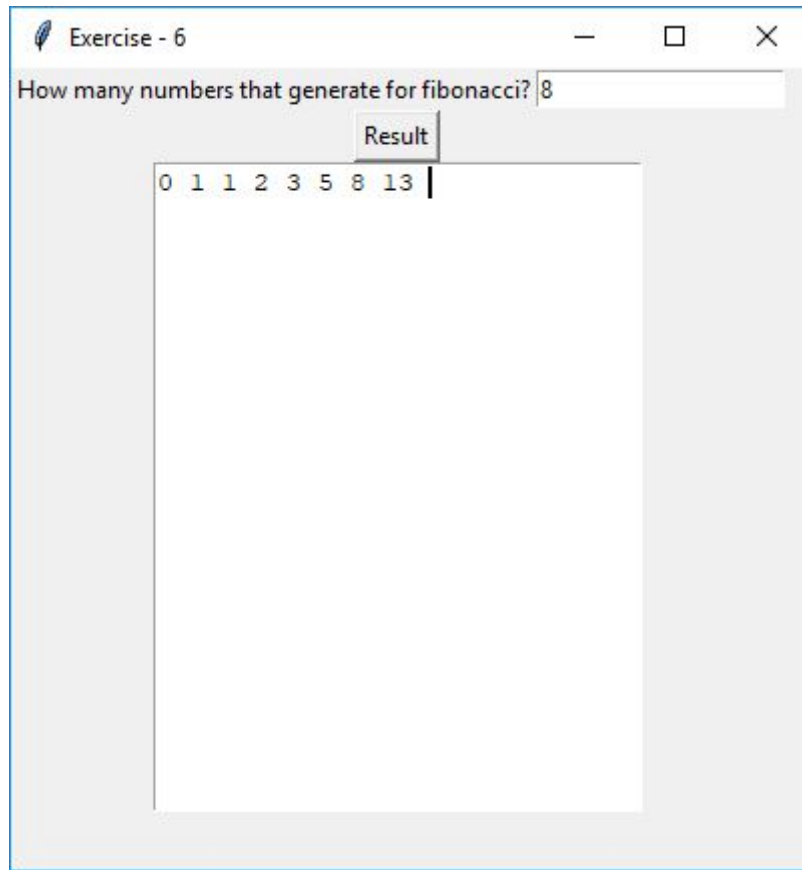 Exercise - 6
How many numbers that generate for fibonacci? 8
Result
0 1 1 2 3 5 8 13